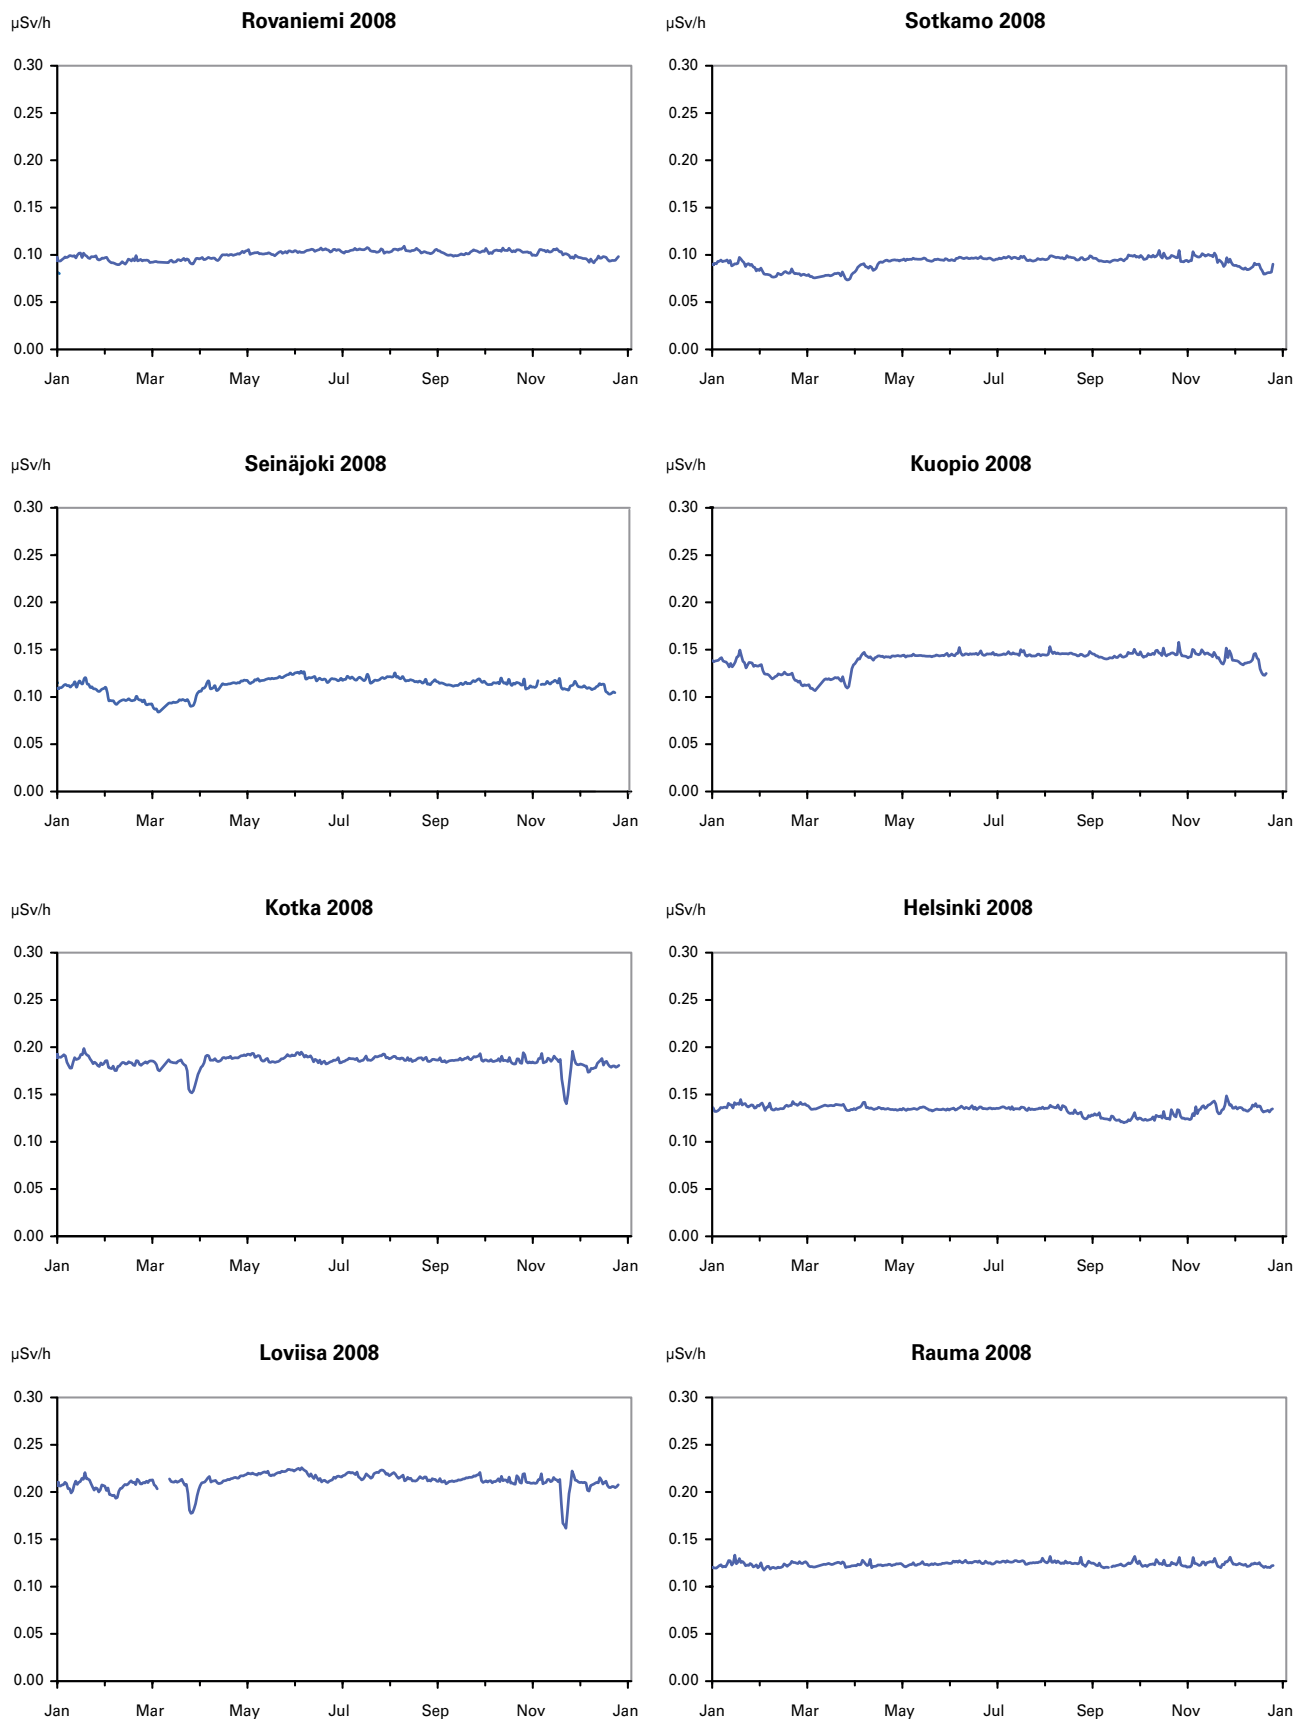 µSv/h
Rovaniemi 2008
0.30
0.25
0.20
0.15
0.10
0.05
0.00
Jan Mar May Jul Sep Nov Jan
µSv/h
Sotkamo 2008
0.30
0.25
0.20
0.15
0.10
0.05
0.00
Jan Mar May Jul Sep Nov Jan
µSv/h
Seinäjoki 2008
0.30
0.25
0.20
0.15
0.10
0.05
0.00
Jan Mar May Jul Sep Nov Jan
µSv/h
Kuopio 2008
0.30
0.25
0.20
0.15
0.10
0.05
0.00
Jan Mar May Jul Sep Nov Jan
µSv/h
Kotka 2008
0.30
0.25
0.20
0.15
0.10
0.05
0.00
Jan Mar May Jul Sep Nov Jan
µSv/h
Helsinki 2008
0.30
0.25
0.20
0.15
0.10
0.05
0.00
Jan Mar May Jul Sep Nov Jan
µSv/h
Loviisa 2008
0.30
0.25
0.20
0.15
0.10
0.05
0.00
Jan Mar May Jul Sep Nov Jan
µSv/h
Rauma 2008
0.30
0.25
0.20
0.15
0.10
0.05
0.00
Jan Mar May Jul Sep Nov Jan